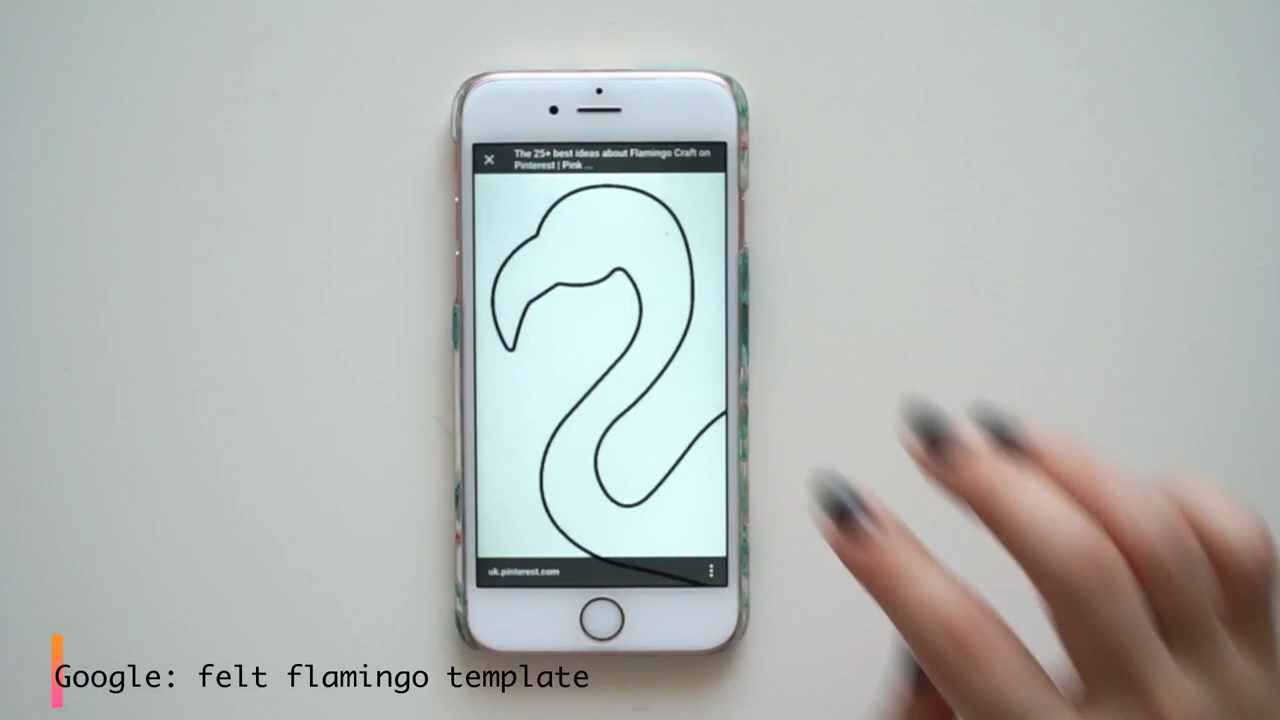 The 25+ best ideas about Flamingo Craft on
Pinterest | Pink ...
uk.pinterest.com
Google: felt flamingo template